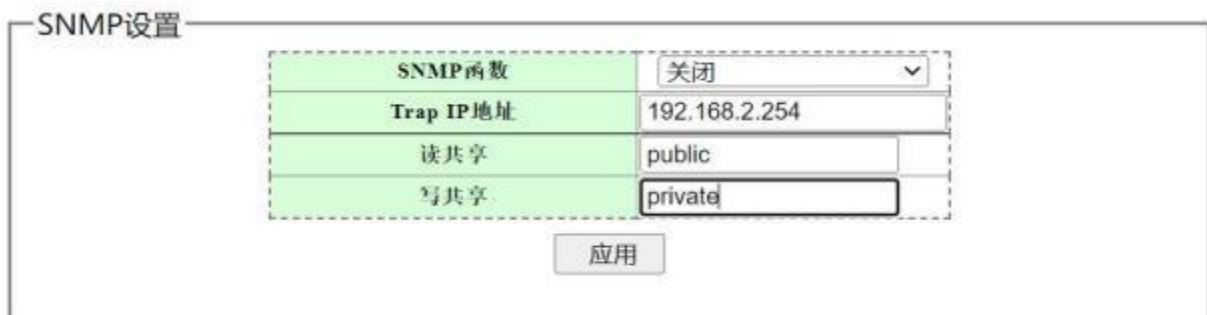 SNMP设置
SNMP函数 关闭
Trap IP地址 192.168.2.254
读共享 public
写共享 private
应用